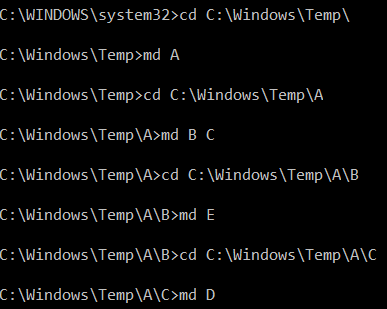 C:\WINDOWS\system32>cd C:\Windows\Temp\
C:\Windows\Temp>md A
C:\Windows\Temp>cd C:\Windows\Temp\A
C:\Windows\Temp\A>md B C
C:\Windows\Temp\A>cd C:\Windows\Temp\A\B
C:\Windows\Temp\A\B>md E
C:\Windows\Temp\A\B>cd C:\Windows\Temp\A\C
C:\Windows\Temp\A\C>md D